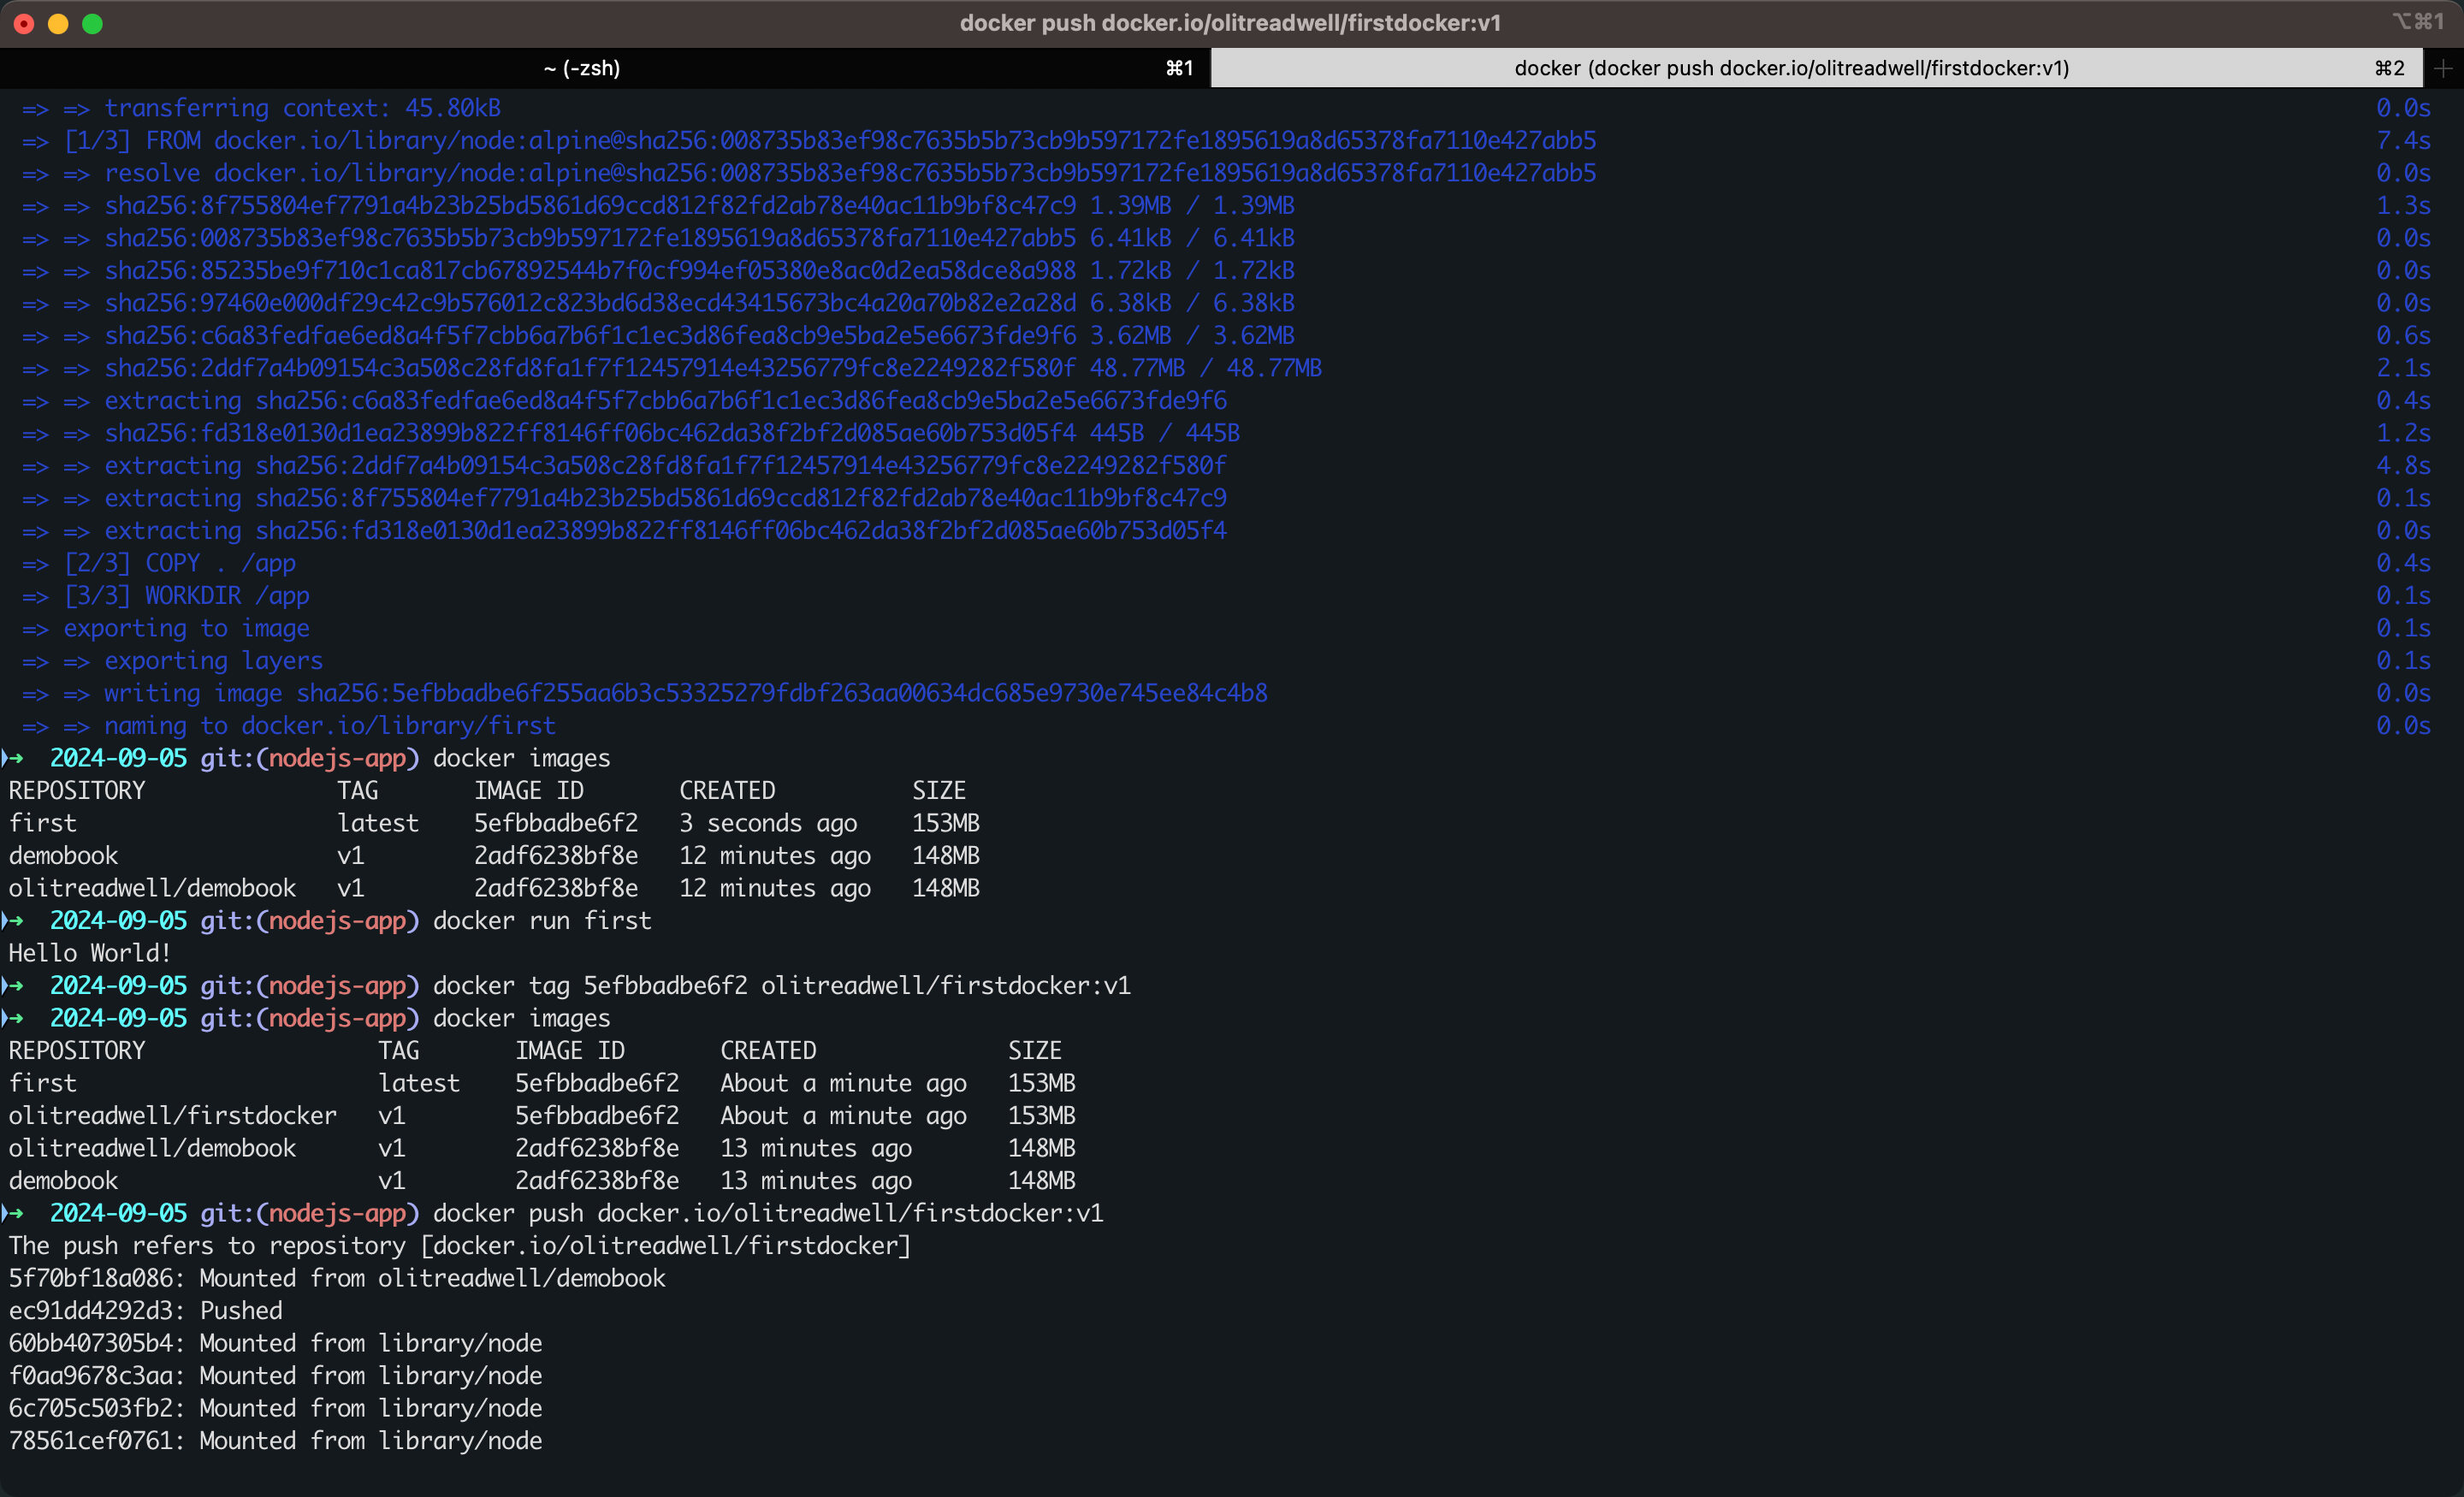 docker push docker.io/olitreadwell/firstdocker:v1 ⌥⌘1
~ (-zsh) ⌘1 docker (docker push docker.io/olitreadwell/firstdocker:v1) ⌘2 +
=> => transferring context: 45.80kB 0.0s
=> [1/3] FROM docker.io/library/node:alpine@sha256:008735b83ef98c7635b5b73cb9b597172fe1895619a8d65378fa7110e427abb5 7.4s
=> => resolve docker.io/library/node:alpine@sha256:008735b83ef98c7635b5b73cb9b597172fe1895619a8d65378fa7110e427abb5 0.0s
=> => sha256:8f755804ef7791a4b23b25bd5861d69ccd812f82fd2ab78e40ac11b9bf8c47c9 1.39MB / 1.39MB 1.3s
=> => sha256:008735b83ef98c7635b5b73cb9b597172fe1895619a8d65378fa7110e427abb5 6.41kB / 6.41kB 0.0s
=> => sha256:85235be9f710c1ca817cb67892544b7f0cf994ef05380e8ac0d2ea58dce8a988 1.72kB / 1.72kB 0.0s
=> => sha256:97460e000df29c42c9b576012c823bd6d38ecd43415673bc4a20a70b82e2a28d 6.38kB / 6.38kB 0.0s
=> => sha256:c6a83fedfae6ed8a4f5f7cbb6a7b6f1c1ec3d86fea8cb9e5ba2e5e6673fde9f6 3.62MB / 3.62MB 0.6s
=> => sha256:2ddf7a4b09154c3a508c28fd8fa1f7f12457914e43256779fc8e2249282f580f 48.77MB / 48.77MB 2.1s
=> => extracting sha256:c6a83fedfae6ed8a4f5f7cbb6a7b6f1c1ec3d86fea8cb9e5ba2e5e6673fde9f6 0.4s
=> => sha256:fd318e0130d1ea23899b822ff8146ff06bc462da38f2bf2d085ae60b753d05f4 445B / 445B 1.2s
=> => extracting sha256:2ddf7a4b09154c3a508c28fd8fa1f7f12457914e43256779fc8e2249282f580f 4.8s
=> => extracting sha256:8f755804ef7791a4b23b25bd5861d69ccd812f82fd2ab78e40ac11b9bf8c47c9 0.1s
=> => extracting sha256:fd318e0130d1ea23899b822ff8146ff06bc462da38f2bf2d085ae60b753d05f4 0.0s
=> [2/3] COPY . /app 0.4s
=> [3/3] WORKDIR /app 0.1s
=> exporting to image 0.1s
=> => exporting layers 0.1s
=> => writing image sha256:5efbbadbe6f255aa6b3c53325279fdbf263aa00634dc685e9730e745ee84c4b8 0.0s
=> => naming to docker.io/library/first 0.0s
➜ 2024-09-05 git:(nodejs-app) docker images
REPOSITORY TAG IMAGE ID CREATED SIZE
first latest 5efbbadbe6f2 3 seconds ago 153MB
demobook v1 2adf6238bf8e 12 minutes ago 148MB
olitreadwell/demobook v1 2adf6238bf8e 12 minutes ago 148MB
➜ 2024-09-05 git:(nodejs-app) docker run first
Hello World!
➜ 2024-09-05 git:(nodejs-app) docker tag 5efbbadbe6f2 olitreadwell/firstdocker:v1
➜ 2024-09-05 git:(nodejs-app) docker images
REPOSITORY TAG IMAGE ID CREATED SIZE
first latest 5efbbadbe6f2 About a minute ago 153MB
olitreadwell/firstdocker v1 5efbbadbe6f2 About a minute ago 153MB
olitreadwell/demobook v1 2adf6238bf8e 13 minutes ago 148MB
demobook v1 2adf6238bf8e 13 minutes ago 148MB
➜ 2024-09-05 git:(nodejs-app) docker push docker.io/olitreadwell/firstdocker:v1
The push refers to repository [docker.io/olitreadwell/firstdocker]
5f70bf18a086: Mounted from olitreadwell/demobook
ec91dd4292d3: Pushed
60bb407305b4: Mounted from library/node
f0aa9678c3aa: Mounted from library/node
6c705c503fb2: Mounted from library/node
78561cef0761: Mounted from library/node